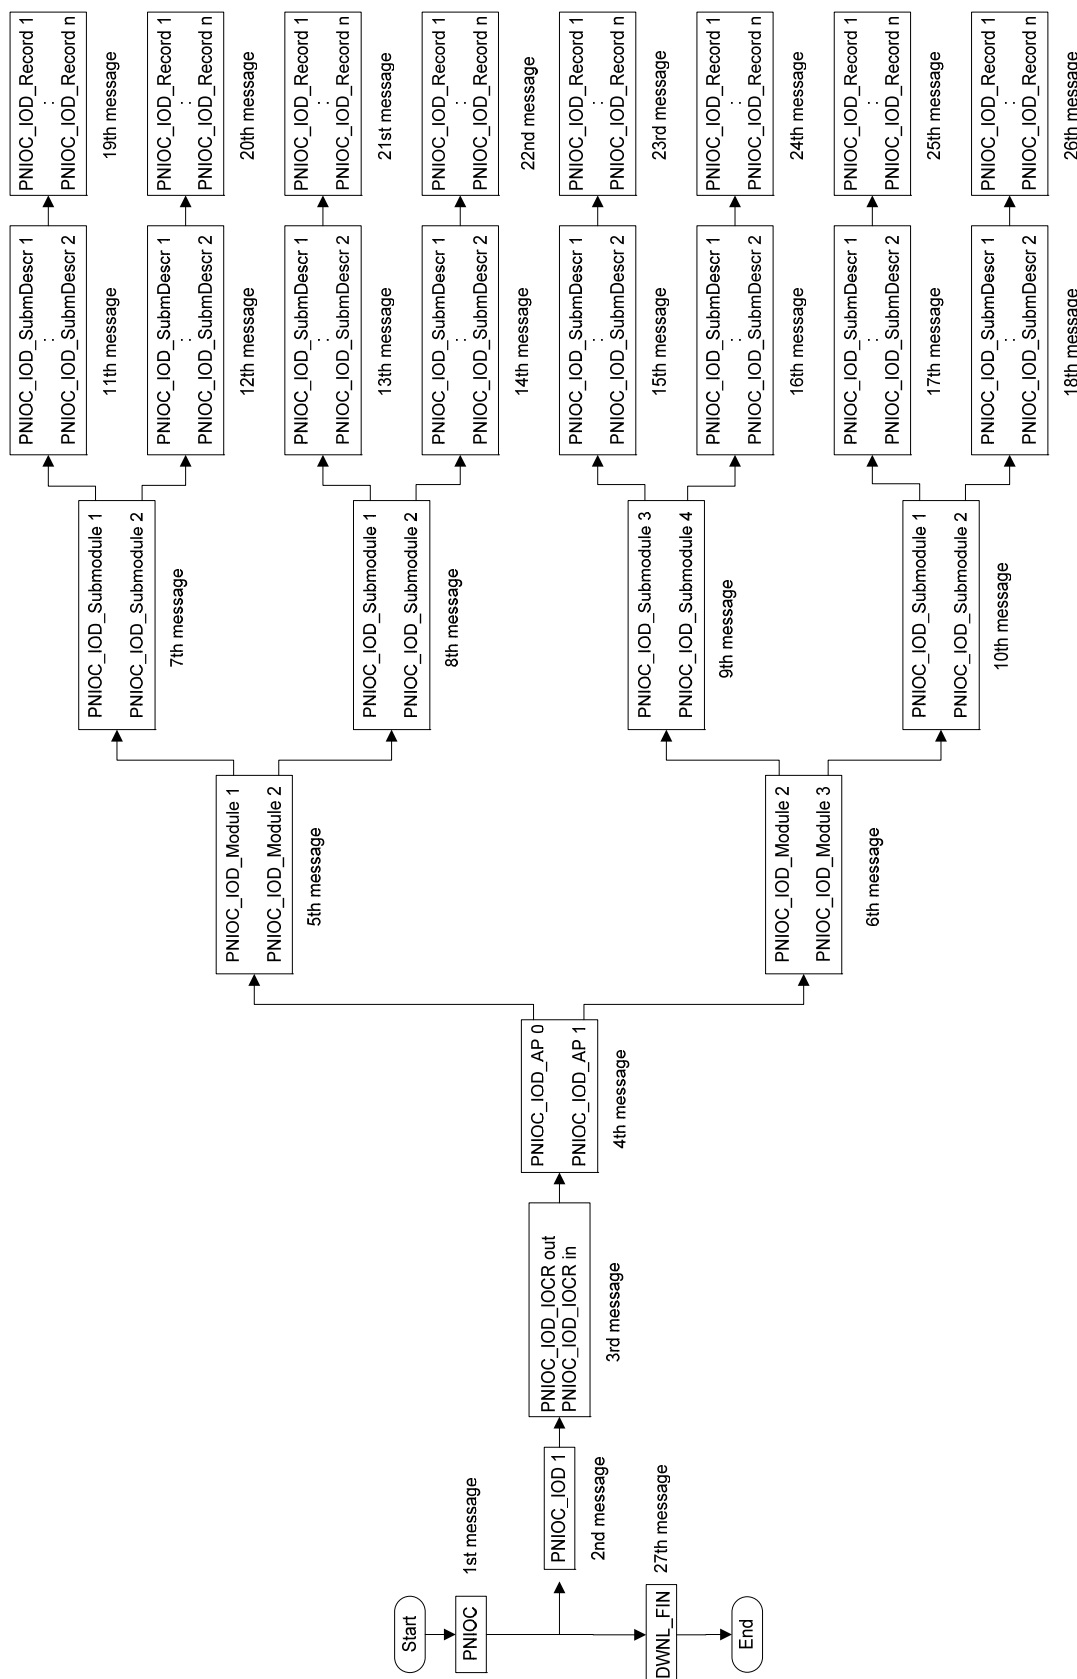 Start
PNIOC
1st message
PNIOC_IOD 1
2nd message
PNIOC_IOD_IOCR out
PNIOC_IOD_IOCR in
3rd message
PNIOC_IOD_AP 0
PNIOC_IOD_AP 1
4th message
PNIOC_IOD_Module 1
PNIOC_IOD_Module 2
5th message
PNIOC_IOD_Module 2
PNIOC_IOD_Module 3
6th message
PNIOC_IOD_Submodule 1
PNIOC_IOD_Submodule 2
7th message
PNIOC_IOD_Submodule 1
PNIOC_IOD_Submodule 2
8th message
PNIOC_IOD_Submodule 3
PNIOC_IOD_Submodule 4
9th message
PNIOC_IOD_Submodule 1
PNIOC_IOD_Submodule 2
10th message
PNIOC_IOD_SubmDescr 1
:
PNIOC_IOD_SubmDescr 2
11th message
PNIOC_IOD_SubmDescr 1
:
PNIOC_IOD_SubmDescr 2
12th message
PNIOC_IOD_SubmDescr 1
:
PNIOC_IOD_SubmDescr 2
13th message
PNIOC_IOD_SubmDescr 1
:
PNIOC_IOD_SubmDescr 2
14th message
PNIOC_IOD_SubmDescr 1
:
PNIOC_IOD_SubmDescr 2
15th message
PNIOC_IOD_SubmDescr 1
:
PNIOC_IOD_SubmDescr 2
16th message
PNIOC_IOD_SubmDescr 1
:
PNIOC_IOD_SubmDescr 2
17th message
PNIOC_IOD_SubmDescr 1
:
PNIOC_IOD_SubmDescr 2
18th message
PNIOC_IOD_Record 1
:
PNIOC_IOD_Record n
19th message
PNIOC_IOD_Record 1
:
PNIOC_IOD_Record n
20th message
PNIOC_IOD_Record 1
:
PNIOC_IOD_Record n
21st message
PNIOC_IOD_Record 1
:
PNIOC_IOD_Record n
22nd message
PNIOC_IOD_Record 1
:
PNIOC_IOD_Record n
23rd message
PNIOC_IOD_Record 1
:
PNIOC_IOD_Record n
24th message
PNIOC_IOD_Record 1
:
PNIOC_IOD_Record n
25th message
PNIOC_IOD_Record 1
:
PNIOC_IOD_Record n
26th message
DWNL_FIN
27th message
End